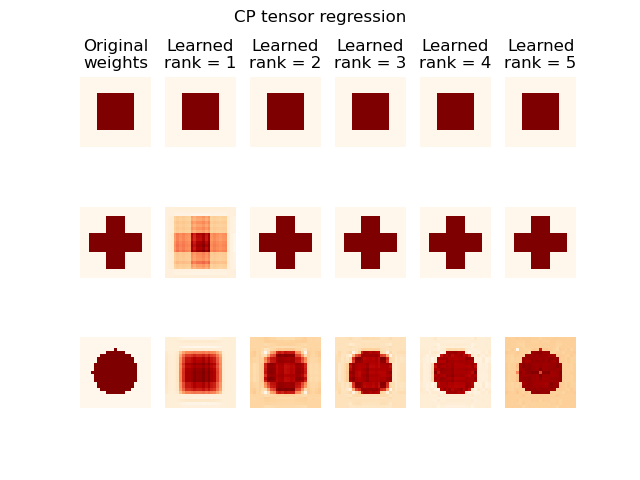 CP tensor regression
Original weights
Learned rank = 1
Learned rank = 2
Learned rank = 3
Learned rank = 4
Learned rank = 5